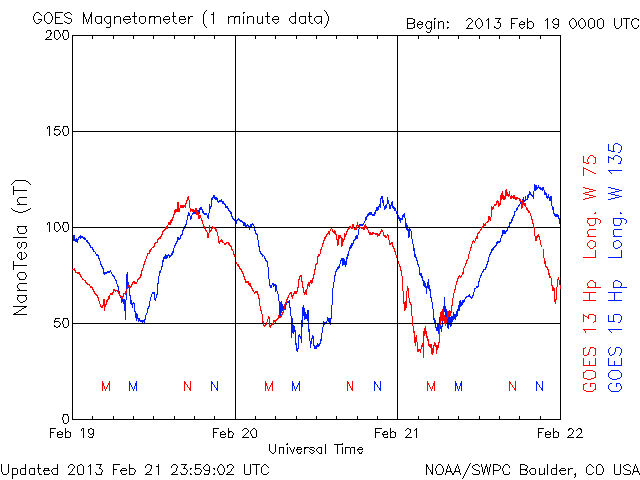 GOES Magnetometer (1 minute data)
Begin: 2013 Feb 19 0000 UTC
200
150
100
50
0
NanoTesla (nT)
GOES 13 Hp Long. W 75
GOES 15 Hp Long. W 135
M M N N M M N N M M N N
Feb 19 Feb 20 Feb 21 Feb 22
Universal Time
Updated 2013 Feb 21 23:59:02 UTC
NOAA/SWPC Boulder, CO USA